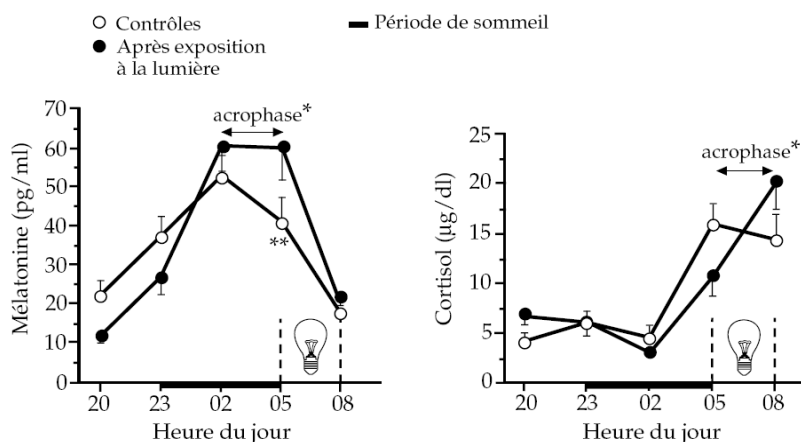 Contrôles
Période de sommeil
Après exposition
à la lumière
Mélatonine (pg/ml)
70
60
50
40
30
20
10
0
acrophase*
**
20
23
02
05
08
Heure du jour
Cortisol (µg/dl)
25
20
15
10
5
0
acrophase*
20
23
02
05
08
Heure du jour